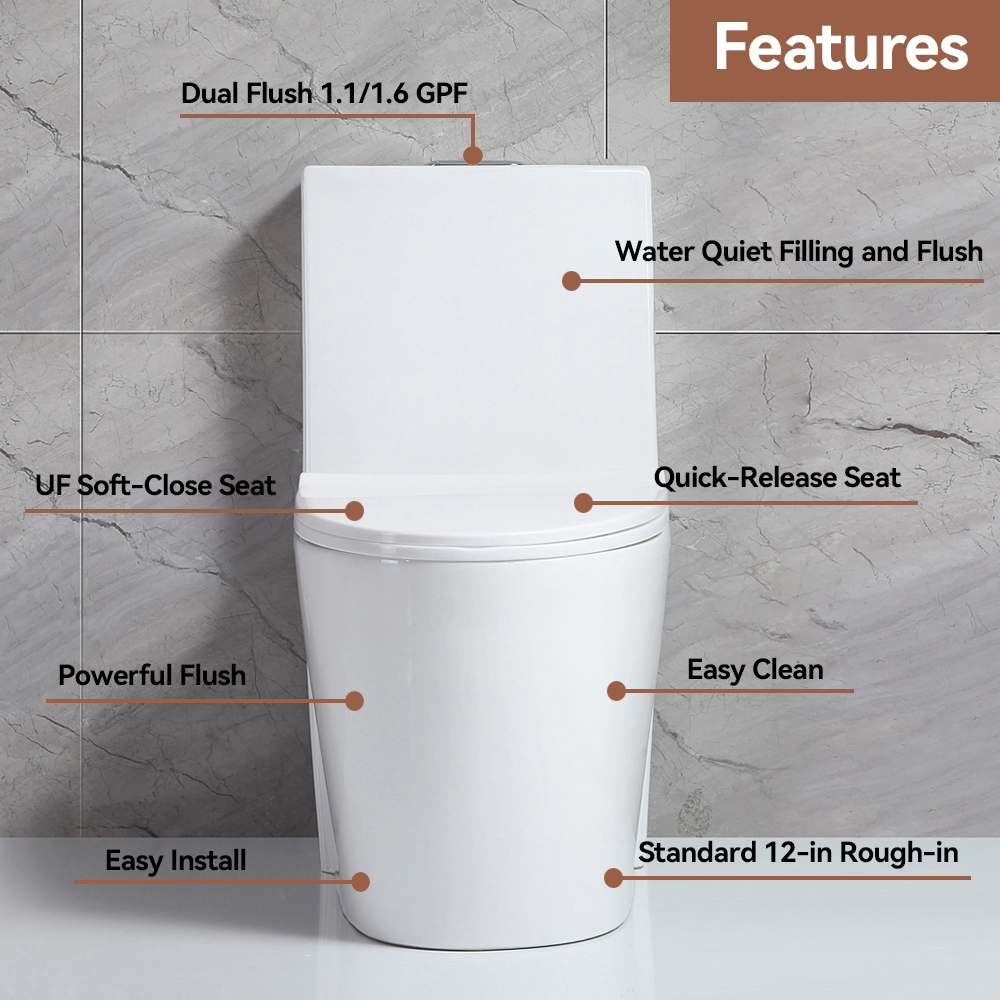 Features
Dual Flush 1.1/1.6 GPF
Water Quiet Filling and Flush
UF Soft-Close Seat
Quick-Release Seat
Powerful Flush
Easy Clean
Easy Install
Standard 12-in Rough-in